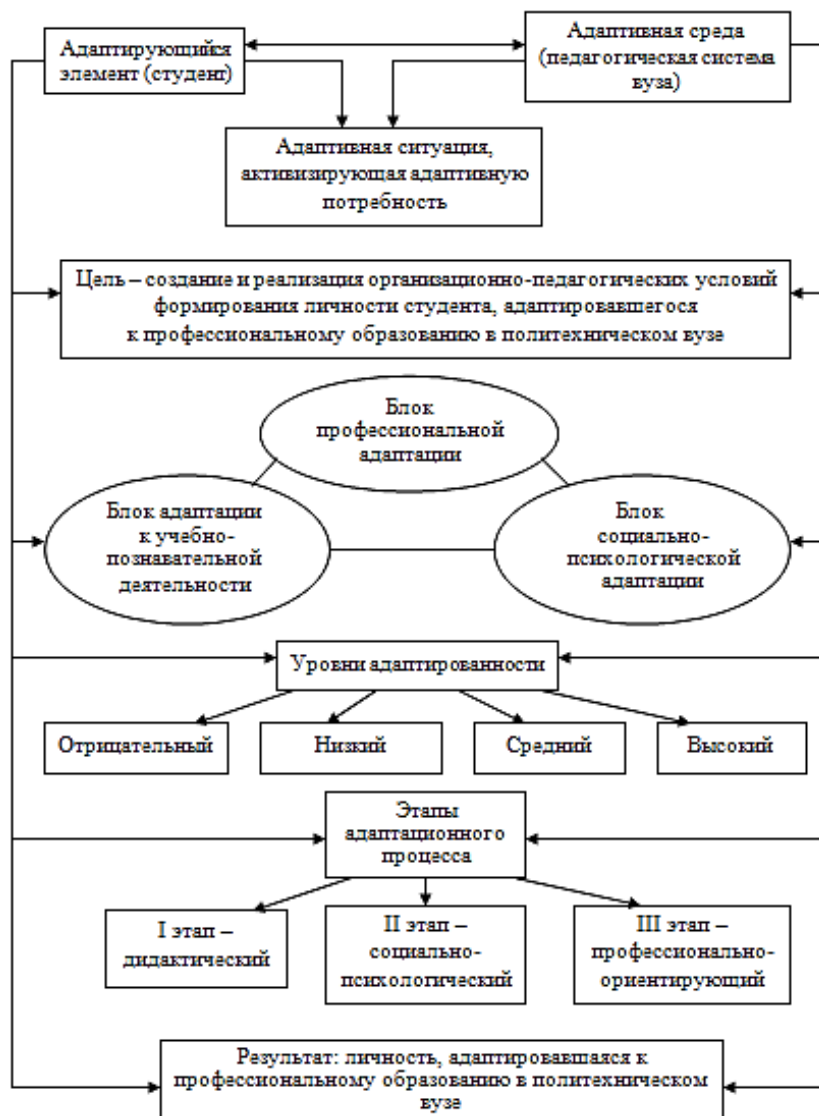 Адаптирующийся
элемент (студент)
Адаптивная среда
(педагогическая система
вуза)
Адаптивная ситуация,
активизирующая адаптивную
потребность
Цель – создание и реализация организационно-педагогических условий
формирования личности студента, адаптировавшегося
к профессиональному образованию в политехническом вузе
Блок
профессиональной
адаптации
Блок адаптации
к учебно-
познавательной
деятельности
Блок
социально-
психологической
адаптации
Уровни адаптированности
Отрицательный
Низкий
Средний
Высокий
Этапы
адаптационного
процесса
I этап –
дидактический
II этап –
социально-
психологический
III этап –
профессионально-
ориентирующий
Результат: личность, адаптировавшаяся к
профессиональному образованию в политехническом
вузе